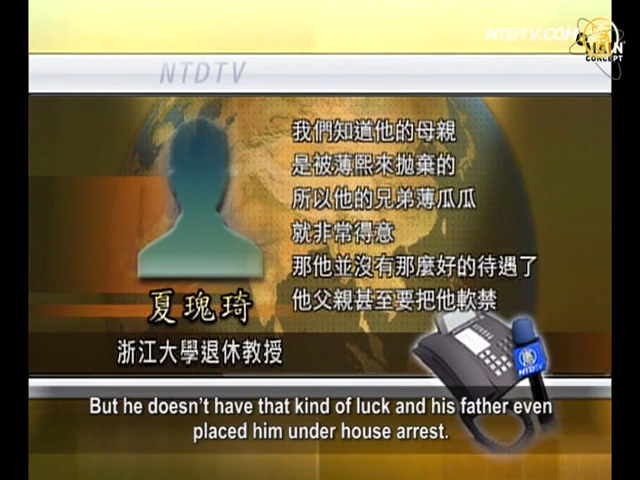 NTDTV.COM
MAIN
CONCEPT
NTDTV
我們知道他的母親
是被薄熙來拋棄的
所以他的兄弟薄瓜瓜
就非常得意
那他並沒有那麼好的待遇了
他父親甚至要把他軟禁
夏瑰琦
浙江大學退休教授
NTDTV
But he doesn't have that kind of luck and his father even
placed him under house arrest.